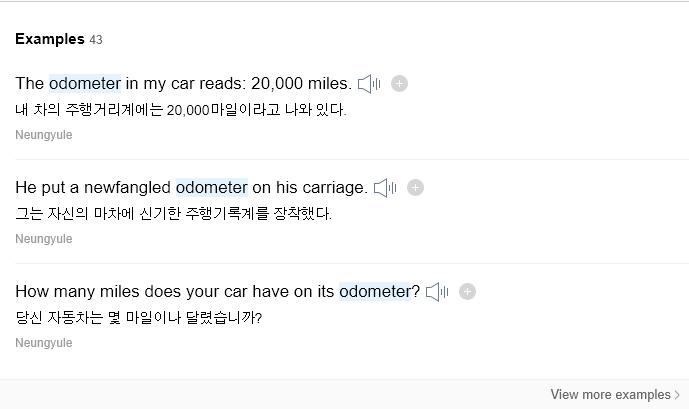 Examples 43
The odometer in my car reads: 20,000 miles.
내 차의 주행거리계에는 20,000마일이라고 나와 있다.
Neungyule
He put a newfangled odometer on his carriage.
그는 자신의 마차에 신기한 주행기록계를 장착했다.
Neungyule
How many miles does your car have on its odometer?
당신 자동차는 몇 마일이나 달렸습니까?
Neungyule
View more examples